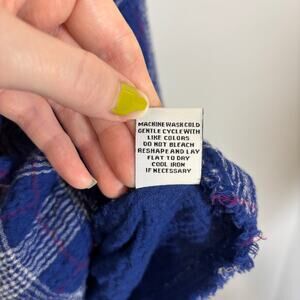 MACHINE WASH COLD
GENTLE CYCLE WITH
LIKE COLORS
DO NOT BLEACH
RESHAPE AND LAY
FLAT TO DRY
COOL IRON
IF NECESSARY